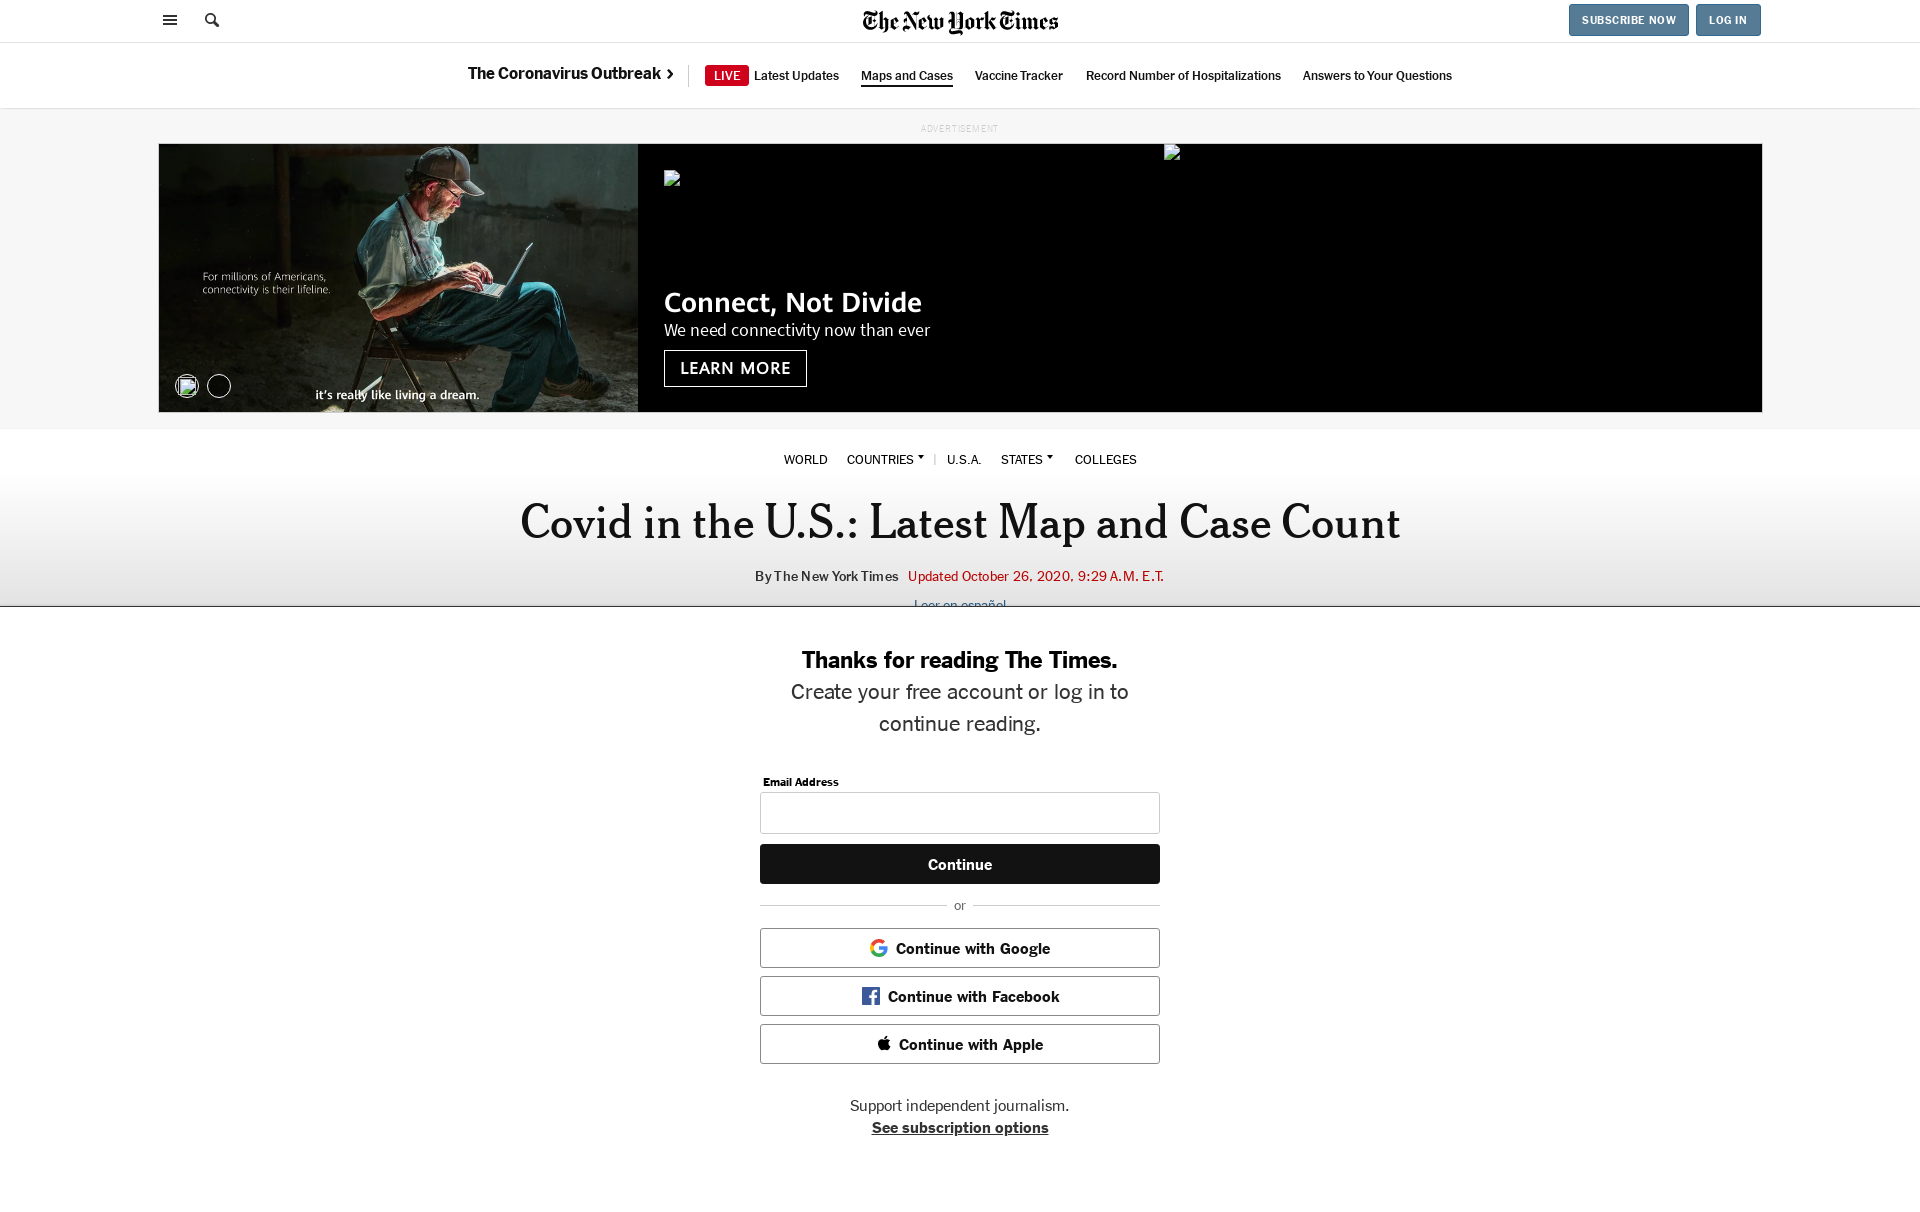 The New York Times
SUBSCRIBE NOW
LOG IN
The Coronavirus Outbreak
LIVE Latest Updates
Maps and Cases
Vaccine Tracker
Record Number of Hospitalizations
Answers to Your Questions
ADVERTISEMENT
For millions of Americans,
connectivity is their lifeline.
it's really like living a dream.
Connect, Not Divide
We need connectivity now than ever
LEARN MORE
WORLD COUNTRIES | U.S.A. STATES COLLEGES
Covid in the U.S.: Latest Map and Case Count
By The New York Times Updated October 26, 2020, 9:29 A.M. E.T.
Leer en español
Thanks for reading The Times.
Create your free account or log in to
continue reading.
Email Address
Continue
or
Continue with Google
Continue with Facebook
Continue with Apple
Support independent journalism.
See subscription options